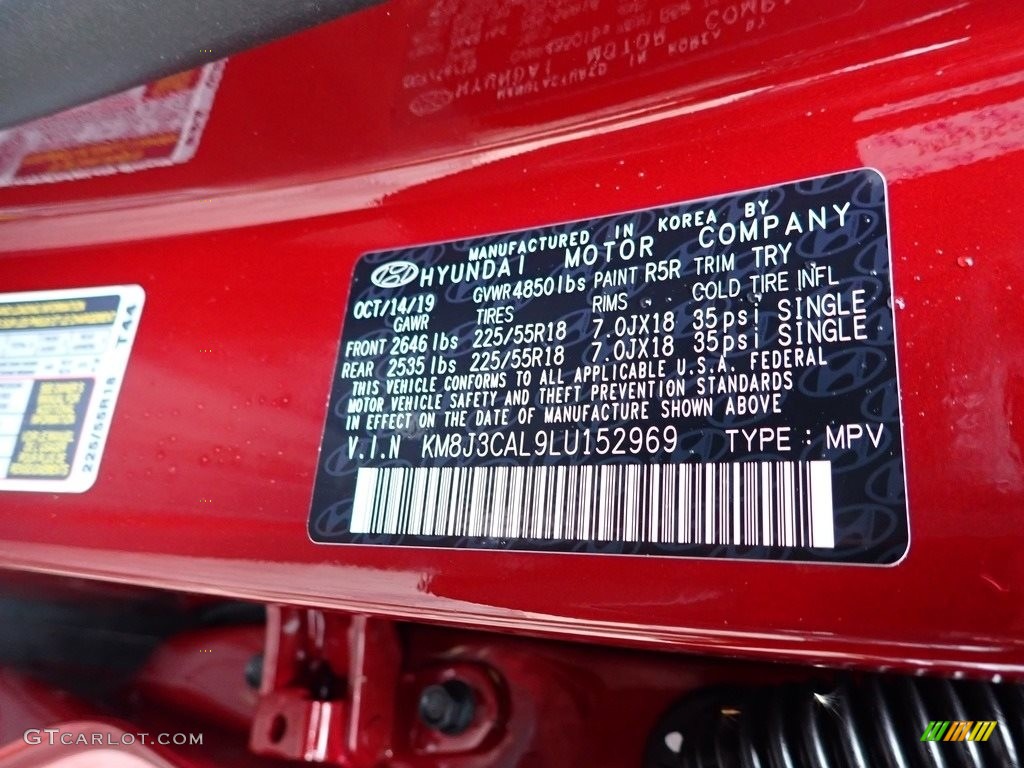 MANUFACTURED IN KOREA BY
HYUNDAI MOTOR COMPANY
OCT/14/19 GVWR 4850 lbs PAINT R5R TRIM TRY
GAWR TIRES RIMS COLD TIRE INFL
FRONT 2646 lbs 225/55R18 7.0JX18 35psi SINGLE
REAR 2535 lbs 225/55R18 7.0JX18 35psi SINGLE
THIS VEHICLE CONFORMS TO ALL APPLICABLE U.S.A. FEDERAL
MOTOR VEHICLE SAFETY AND THEFT PREVENTION STANDARDS
IN EFFECT ON THE DATE OF MANUFACTURE SHOWN ABOVE
V.I.N KM8J3CAL9LU152969 TYPE : MPV
T44
225/55R18
GTCARLOT.COM